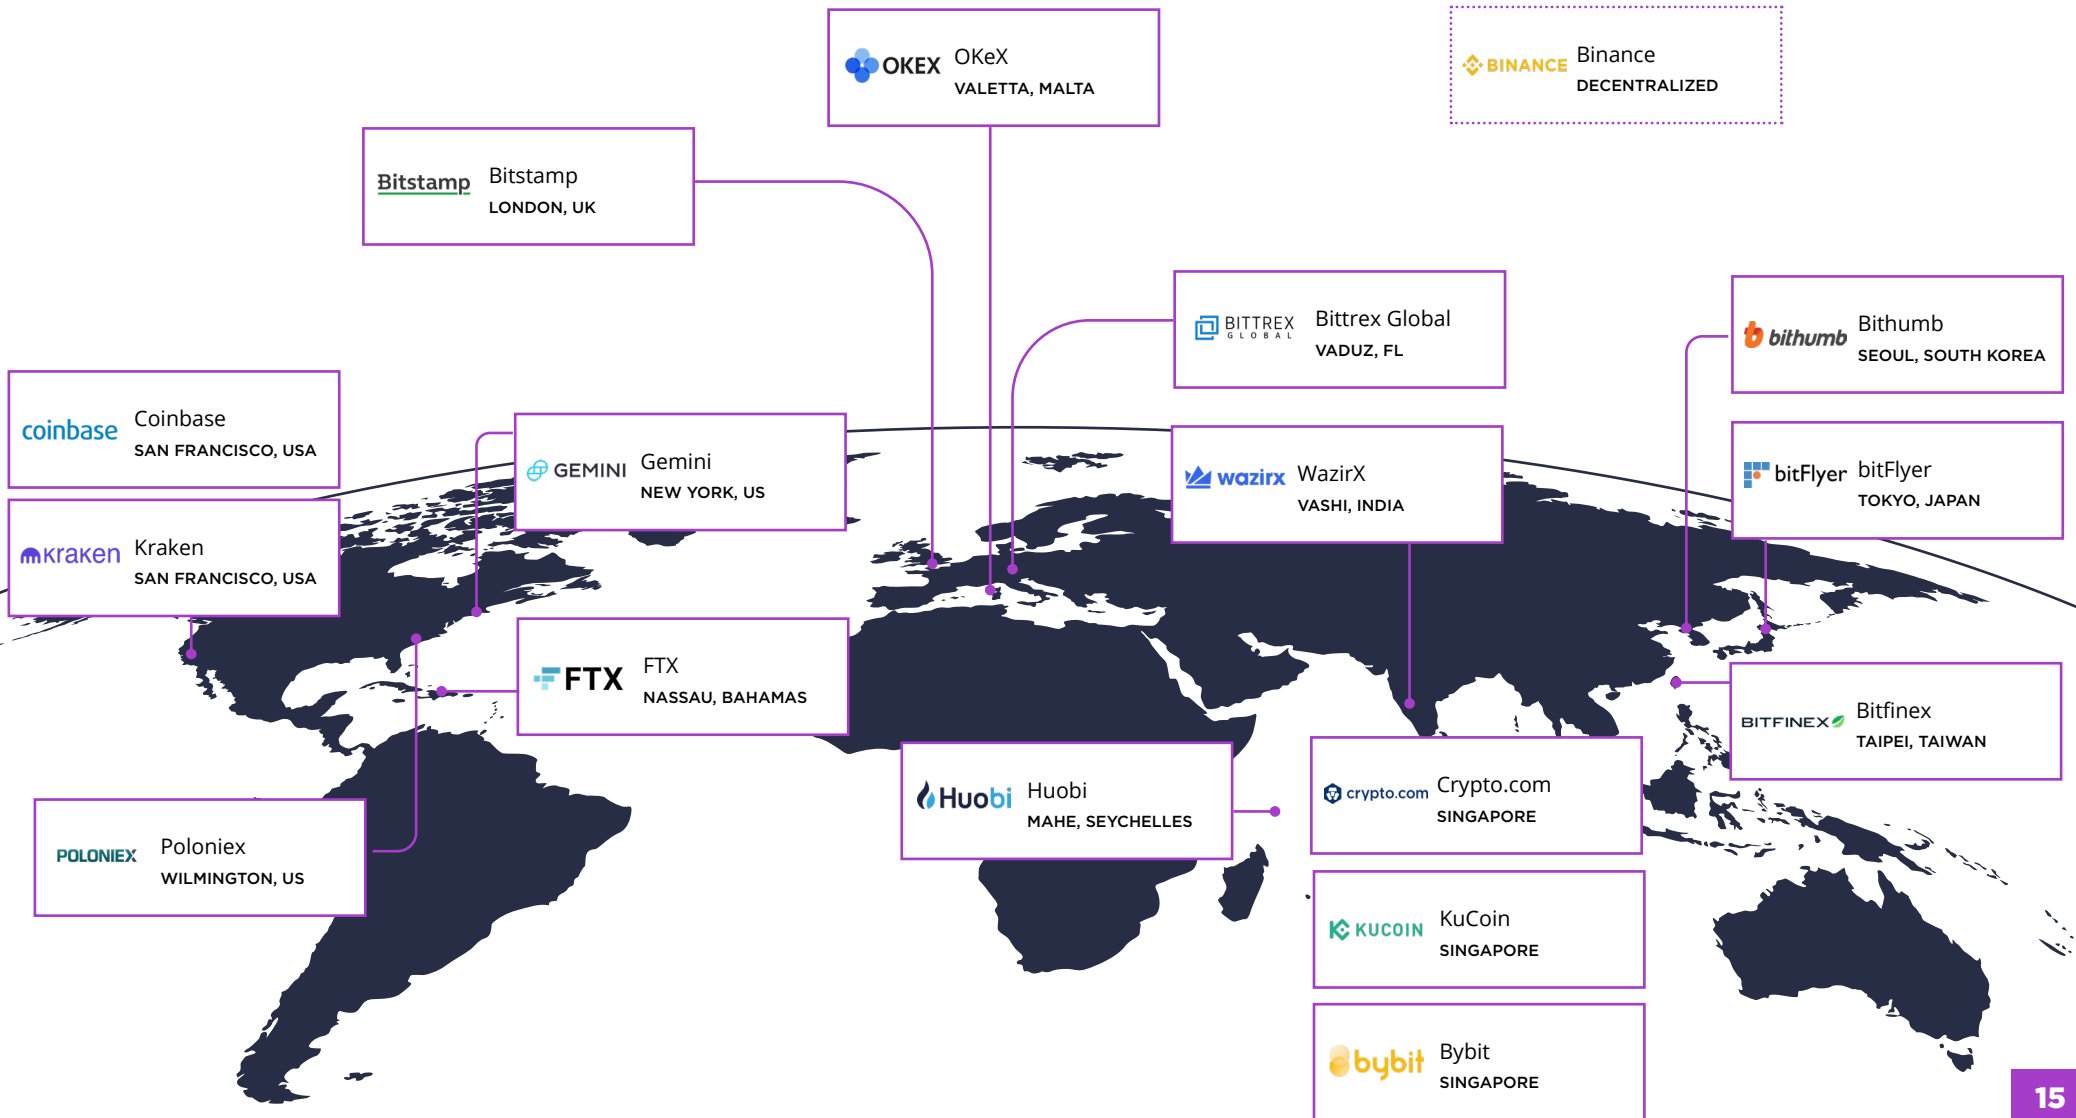 OKEX
OKeX
VALETTA, MALTA
BINANCE
Binance
DECENTRALIZED
Bitstamp
Bitstamp
LONDON, UK
BITTREX
GLOBAL
Bittrex Global
VADUZ, FL
bithumb
Bithumb
SEOUL, SOUTH KOREA
coinbase
Coinbase
SAN FRANCISCO, USA
GEMINI
Gemini
NEW YORK, US
wazirx
WazirX
VASHI, INDIA
bitFlyer
bitFlyer
TOKYO, JAPAN
kraken
Kraken
SAN FRANCISCO, USA
FTX
FTX
NASSAU, BAHAMAS
BITFINEX
Bitfinex
TAIPEI, TAIWAN
Huobi
Huobi
MAHE, SEYCHELLES
crypto.com
Crypto.com
SINGAPORE
POLONIEX
Poloniex
WILMINGTON, US
KUCOIN
KuCoin
SINGAPORE
bybit
Bybit
SINGAPORE
15